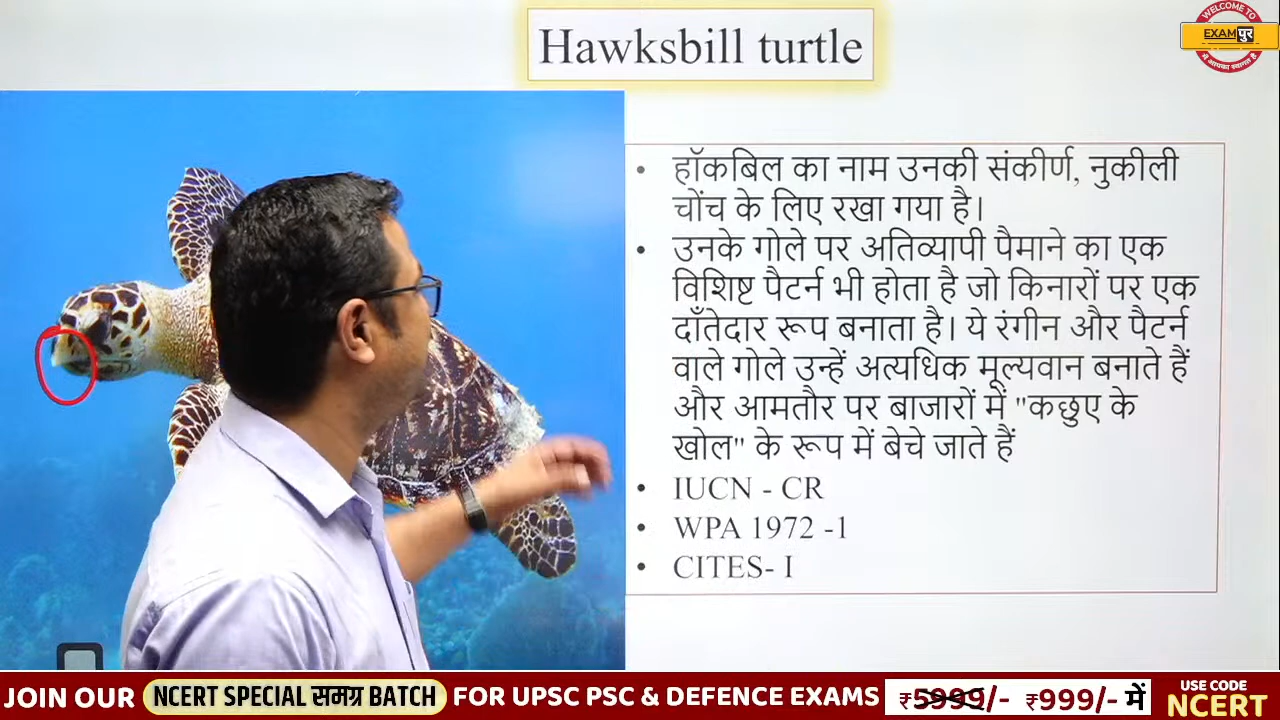 Hawksbill turtle
WELCOME TO
EXAMपुर
में आपका स्वागत है
• हॉकबिल का नाम उनकी संकीर्ण, नुकीली
चोंच के लिए रखा गया है।
• उनके गोले पर अतिव्यापी पैमाने का एक
विशिष्ट पैटर्न भी होता है जो किनारों पर एक
दाँतेदार रूप बनाता है। ये रंगीन और पैटर्न
वाले गोले उन्हें अत्यधिक मूल्यवान बनाते हैं
और आमतौर पर बाजारों में "कछुए के
खोल" के रूप में बेचे जाते हैं
• IUCN - CR
• WPA 1972 -1
• CITES- I
JOIN OUR NCERT SPECIAL समग्र BATCH FOR UPSC PSC & DEFENCE EXAMS ₹5999/- ₹999/- में
USE CODE
NCERT